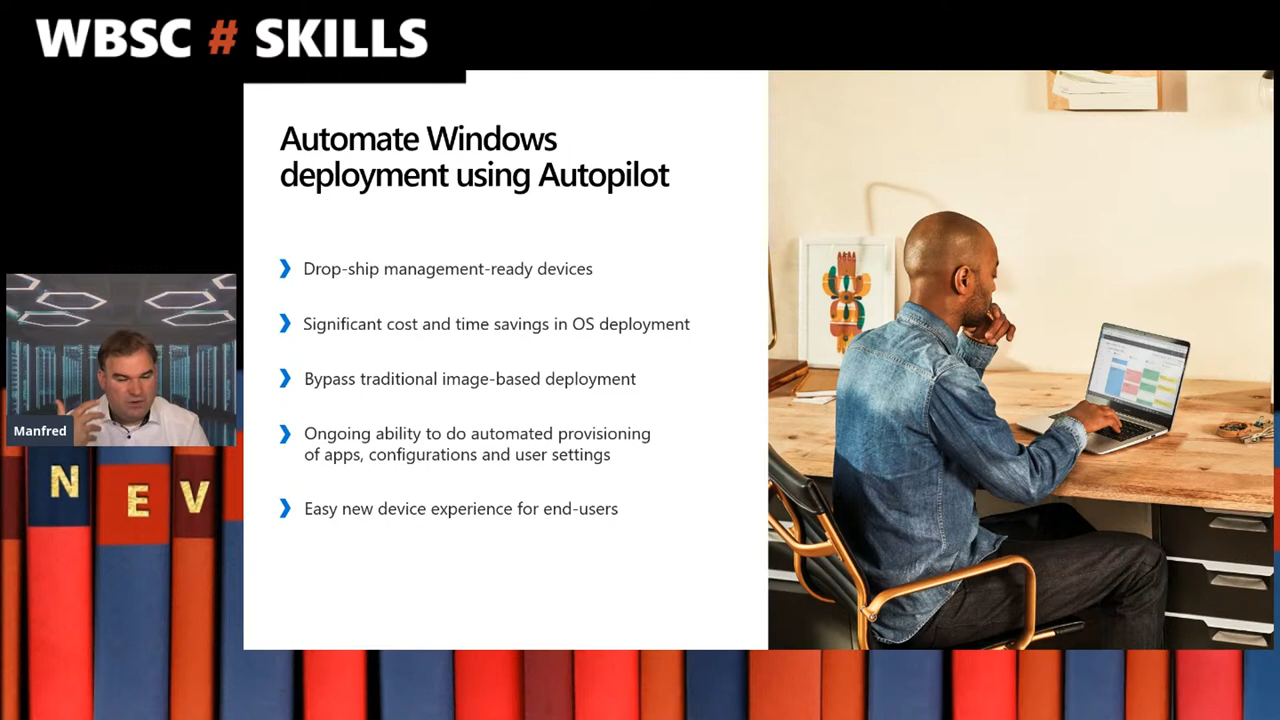 WBSC # SKILLS
Automate Windows
deployment using Autopilot
Drop-ship management-ready devices
Significant cost and time savings in OS deployment
Bypass traditional image-based deployment
Ongoing ability to do automated provisioning
of apps, configurations and user settings
Easy new device experience for end-users
Manfred
N E V